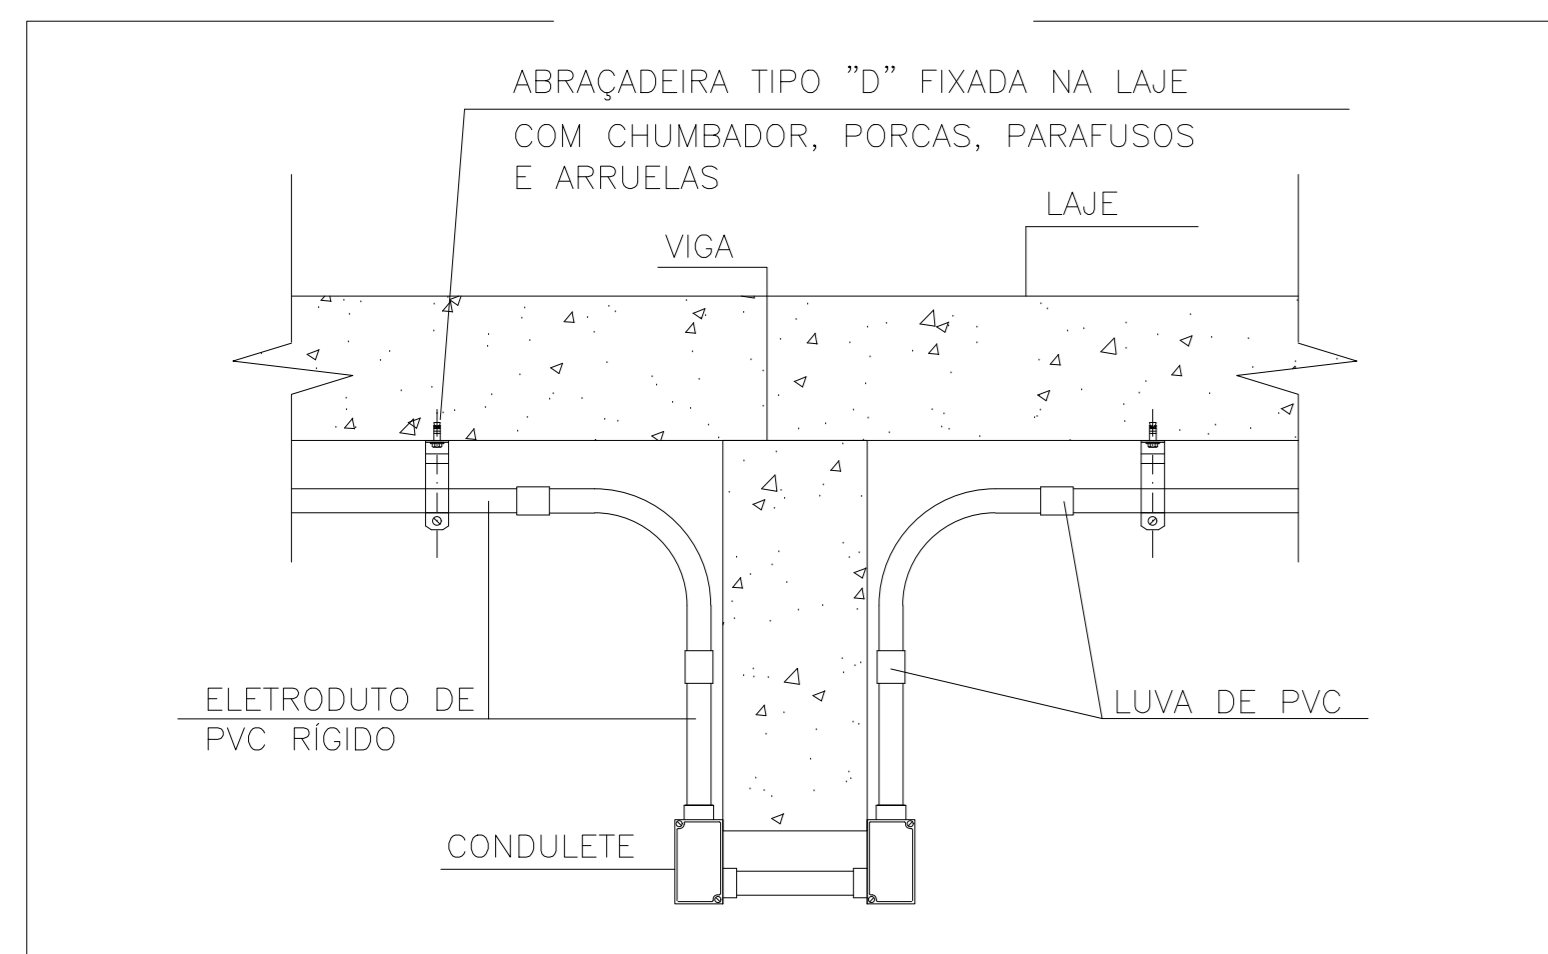 ABRAÇADEIRA TIPO ”D” FIXADA NA LAJE
COM CHUMBADOR, PORCAS, PARAFUSOS
E ARRUELAS
LAJE
VIGA
ELETRODUTO DE
PVC RÍGIDO
LUVA DE PVC
CONDULETE